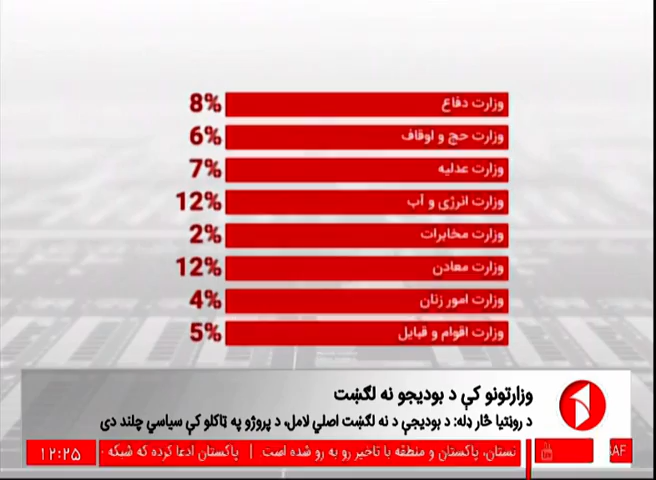 وزارت دفاع 8%
وزارت حج و اوقاف 6%
وزارت عدلیه 7%
وزارت انرژی و آب 12%
وزارت مخابرات 2%
وزارت معادن 12%
وزارت امور زنان 4%
وزارت اقوام و قبایل 5%
وزارتونو کې د بودیجو نه لګښت
د روڼتیا څار ډله: د بودیجې د نه لګښت اصلي لامل، د پروژو په ټاکلو کې سیاسي چلند دی
AF نستان، پاکستان و منطقه با تاخیر رو به رو شده است | پاکستان ادعا کرده که شبکه ۱۲:۲۵